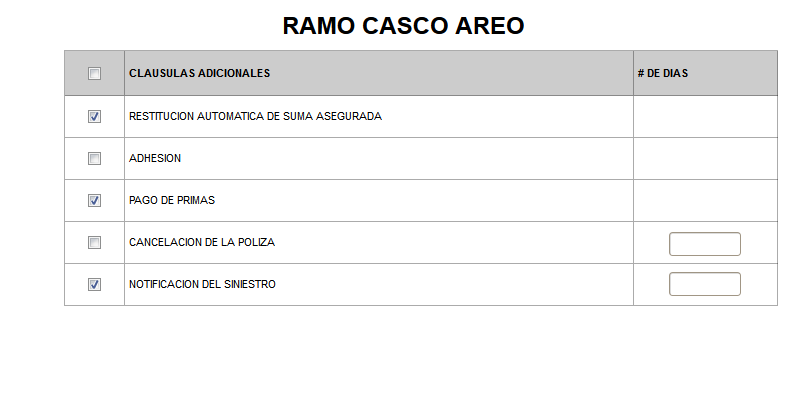 RAMO CASCO AREO
CLAUSULAS ADICIONALES # DE DIAS
RESTITUCION AUTOMATICA DE SUMA ASEGURADA
ADHESION
PAGO DE PRIMAS
CANCELACION DE LA POLIZA
NOTIFICACION DEL SINIESTRO